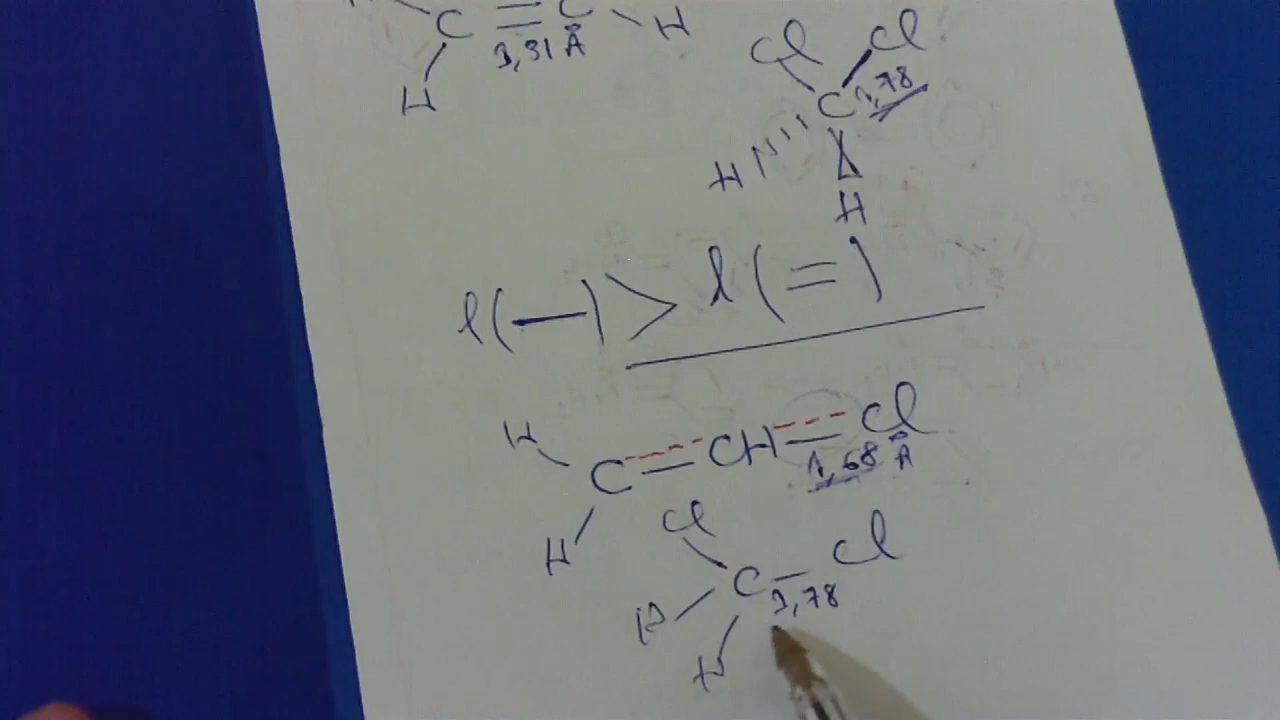 C = C H
H 1,31 Å
Cl Cl
C 1,78
H
H
l(—) > l(=)
H C = CH — Cl
H 1,68 Å
Cl
C — Cl
H 1,78
H